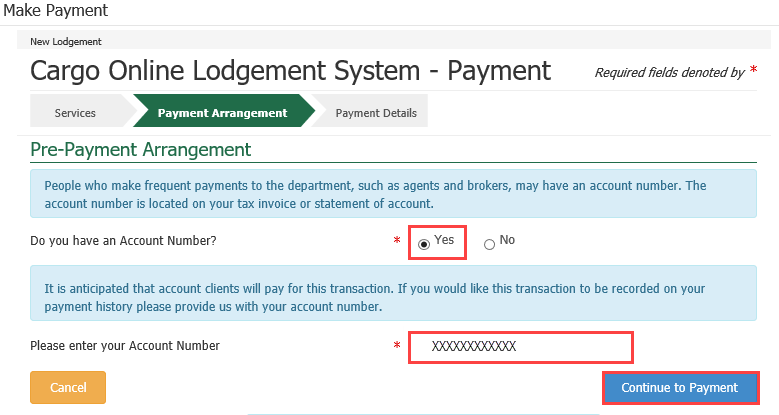 Make Payment
New Lodgement
Cargo Online Lodgement System - Payment
Required fields denoted by *
Services
Payment Arrangement
Payment Details
Pre-Payment Arrangement
People who make frequent payments to the department, such as agents and brokers, may have an account number. The
account number is located on your tax invoice or statement of account.
Do you have an Account Number? * Yes No
It is anticipated that account clients will pay for this transaction. If you would like this transaction to be recorded on your
payment history please provide us with your account number.
Please enter your Account Number * XXXXXXXXXXXX
Cancel
Continue to Payment